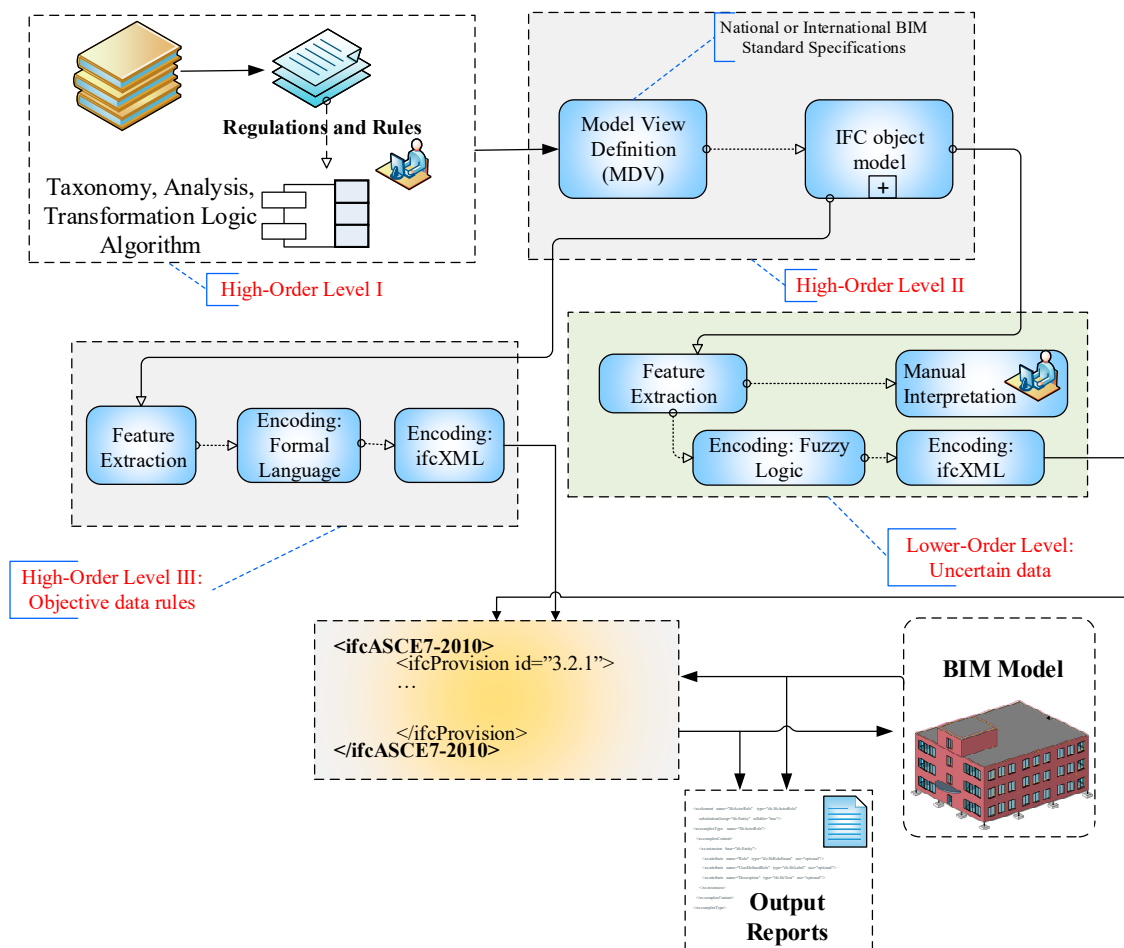 National or International BIM
Standard Specifications
Regulations and Rules
Taxonomy, Analysis,
Transformation Logic
Algorithm
High-Order Level I
Model View
Definition
(MDV)
IFC object
model
+
High-Order Level II
Feature
Extraction
Encoding:
Formal
Language
Encoding:
ifcXML
High-Order Level III:
Objective data rules
Feature
Extraction
Manual
Interpretation
Encoding: Fuzzy
Logic
Encoding:
ifcXML
Lower-Order Level:
Uncertain data
<ifcASCE7-2010>
<ifcProvision id=”3.2.1”>
…
</ifcProvision>
</ifcASCE7-2010>
BIM Model
Output
Reports